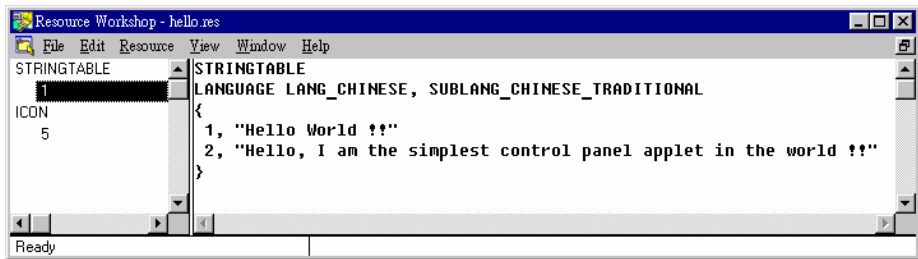 Resource Workshop - hello.res
File Edit Resource View Window Help
STRINGTABLE
1
ICON
5
STRINGTABLE
LANGUAGE LANG_CHINESE, SUBLANG_CHINESE_TRADITIONAL
{
1, "Hello World !!"
2, "Hello, I am the simplest control panel applet in the world !!"
}
Ready